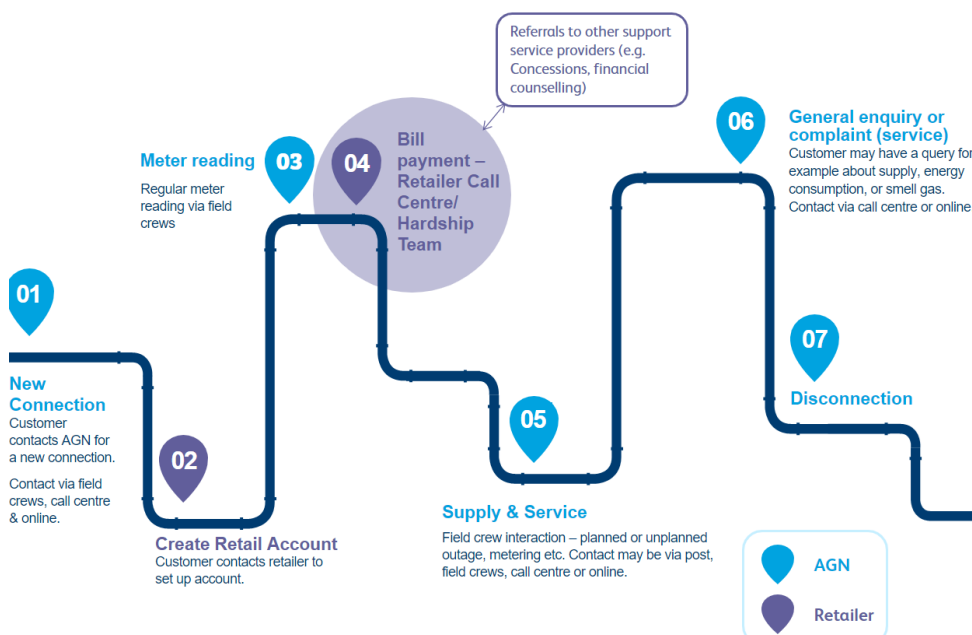 01
New
Connection
Customer
contacts AGN for
a new connection.
Contact via field
crews, call centre
& online.
02
Create Retail Account
Customer contacts retailer to
set up account.
Meter reading
Regular meter
reading via field
crews
03
04
Bill
payment –
Retailer Call
Centre/
Hardship
Team
Referrals to other support
service providers (e.g.
Concessions, financial
counselling)
05
Supply & Service
Field crew interaction – planned or unplanned
outage, metering etc. Contact may be via post,
field crews, call centre or online.
06
General enquiry or
complaint (service)
Customer may have a query for
example about supply, energy
consumption, or smell gas.
Contact via call centre or online
07
Disconnection
AGN
Retailer